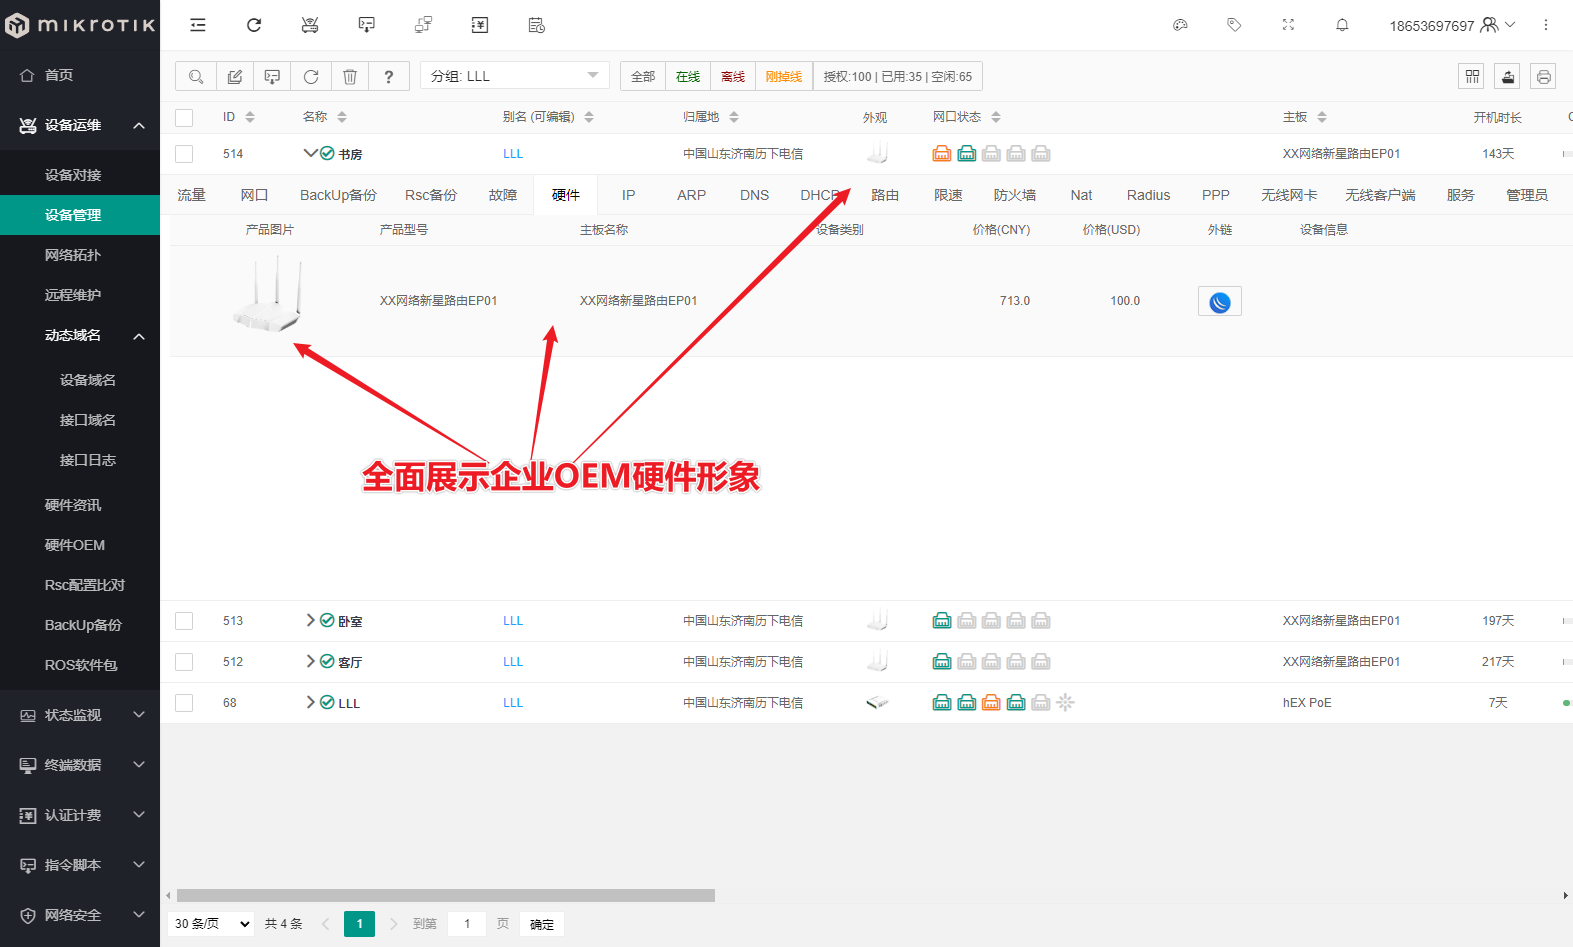 MIKROTIK
18653697697
首页
设备运维
设备对接
设备管理
网络拓扑
远程维护
动态域名
设备域名
接口域名
接口日志
硬件资讯
硬件OEM
Rsc配置比对
BackUp备份
ROS软件包
状态监视
终端数据
认证计费
指令脚本
网络安全
? 分组: LLL 全部 在线 离线 刚掉线 授权:100 | 已用:35 | 空闲:65
ID 名称 别名 (可编辑) 归属地 外观 网口状态 主板 开机时长
514 书房 LLL 中国山东济南历下电信 XX网络新星路由EP01 143天
流量 网口 BackUp备份 Rsc备份 故障 硬件 IP ARP DNS DHCP 路由 限速 防火墙 Nat Radius PPP 无线网卡 无线客户端 服务 管理员
产品图片 产品型号 主板名称 设备类别 价格(CNY) 价格(USD) 外链 设备信息
XX网络新星路由EP01 XX网络新星路由EP01 713.0 100.0
全面展示企业OEM硬件形象
513 卧室 LLL 中国山东济南历下电信 XX网络新星路由EP01 197天
512 客厅 LLL 中国山东济南历下电信 XX网络新星路由EP01 217天
68 LLL LLL 中国山东济南历下电信 hEX PoE 7天
30 条/页 共 4 条 1 到第 1 页 确定